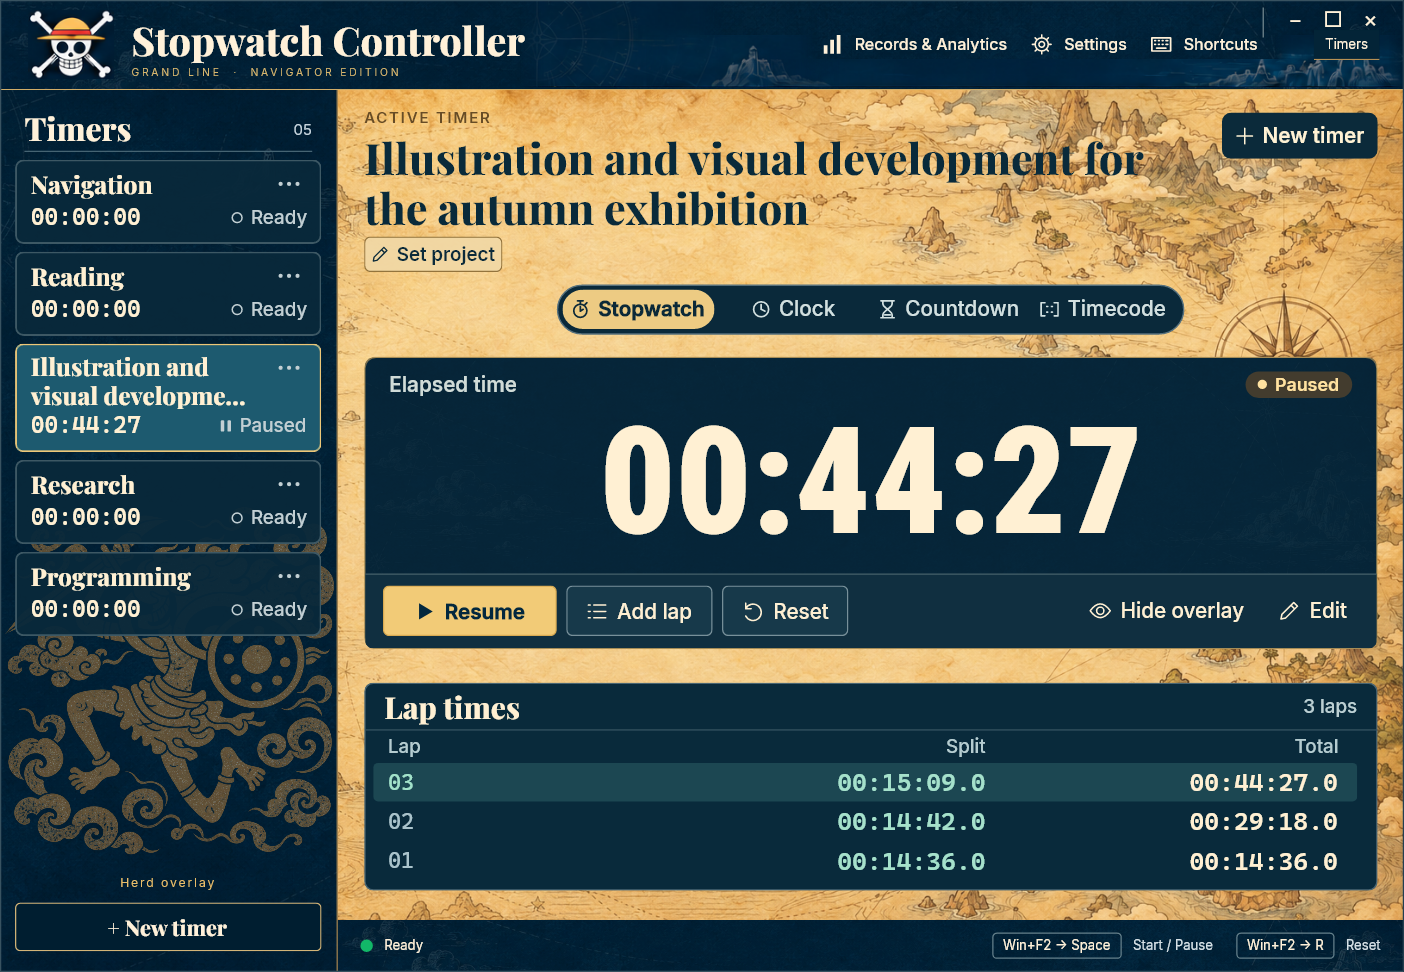 Stopwatch Controller
GRAND LINE · NAVIGATOR EDITION
Records & Analytics
Settings
Shortcuts
Timers
Timers
05
Navigation
00:00:00
Ready
Reading
00:00:00
Ready
Illustration and
visual developme...
00:44:27
Paused
Research
00:00:00
Ready
Programming
00:00:00
Ready
Herd overlay
+ New timer
ACTIVE TIMER
Illustration and visual development for
the autumn exhibition
+ New timer
Set project
Stopwatch
Clock
Countdown
Timecode
Elapsed time
Paused
00:44:27
Resume
Add lap
Reset
Hide overlay
Edit
Lap times
3 laps
Lap Split Total
03 00:15:09.0 00:44:27.0
02 00:14:42.0 00:29:18.0
01 00:14:36.0 00:14:36.0
Ready
Win+F2 → Space
Start / Pause
Win+F2 → R
Reset